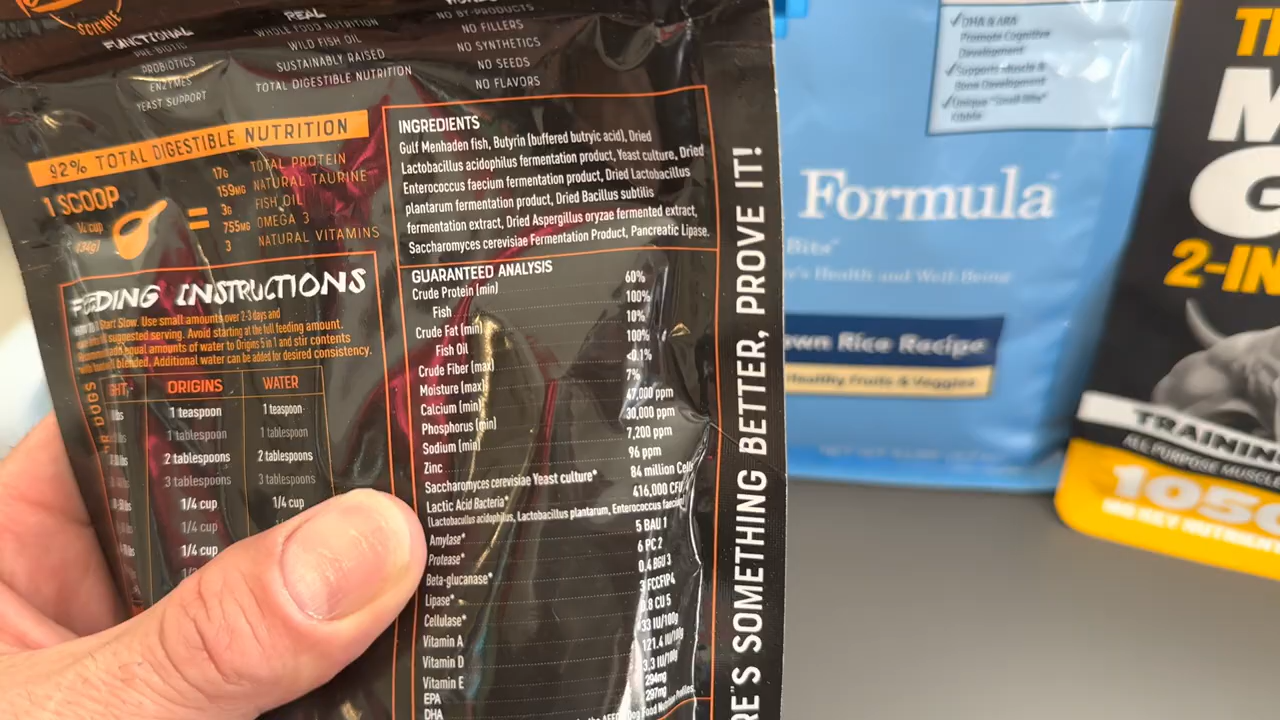 SCIENCE
FUNCTIONAL
PRE BIOTIC
PROBIOTICS
ENZYMES
YEAST SUPPORT
REAL
WHOLE FOOD NUTRITION
WILD FISH OIL
SUSTAINABLY RAISED
TOTAL DIGESTIBLE NUTRITION
NO BY-PRODUCTS
NO FILLERS
NO SYNTHETICS
NO SEEDS
NO FLAVORS
92% TOTAL DIGESTIBLE NUTRITION
1 SCOOP
1/4 cup
(34g)
=
17G TOTAL PROTEIN
159MG NATURAL TAURINE
3G FISH OIL
755MG OMEGA 3
3 NATURAL VITAMINS
FEEDING INSTRUCTIONS
Start Slow. Use small amounts over 2-3 days and
suggested serving. Avoid starting at the full feeding amount.
add equal amounts of water to Origins 5 in 1 and stir contents
blended. Additional water can be added for desired consistency.
ORIGINS WATER
1 teaspoon 1 teaspoon
1 tablespoon 1 tablespoon
2 tablespoons 2 tablespoons
3 tablespoons 3 tablespoons
1/4 cup 1/4 cup
1/4 cup
1/4 cup
DOGS
INGREDIENTS
Gulf Menhaden fish, Butyrin (buffered butryic acid), Dried
Lactobacillus acidophilus fermentation product, Yeast culture, Dried
Enterococcus faecium fermentation product, Dried Lactobacillus
plantarum fermentation product, Dried Bacillus subtilis
fermentation extract, Dried Aspergillus oryzae fermented extract,
Saccharomyces cerevisiae Fermentation Product, Pancreatic Lipase.
GUARANTEED ANALYSIS
Crude Protein (min) 60%
Fish 100%
Crude Fat (min) 10%
Fish Oil 100%
Crude Fiber (max) <0.1%
Moisture (max) 7%
Calcium (min) 47,000 ppm
Phosphorus (min) 30,000 ppm
Sodium (min) 7,200 ppm
Zinc 96 ppm
Saccharomyces cerevisiae Yeast culture* 84 million Cells
Lactic Acid Bacteria* 416,000 CFU
(Lactobacullus acidophilus, Lactobacillus plantarum, Enterococcus faecium)
Amylase* 5 BAU 1
Protease* 6 PC 2
Beta-glucanase* 0.4 BGU 3
Lipase* 3 FCCFIP4
Cellulase* .8 CU 5
Vitamin A 33 IU/100g
Vitamin D 121.4 IU/100g
Vitamin E 3.3 IU/100g
EPA 294mg
DHA 297mg
RE'S SOMETHING BETTER, PROVE IT!
✓DHA & ARA
Promote Cognitive
Development
✓Supports Muscle &
Bone Development
✓Unique "Small Bite"
Kibble
Formula
Bites
's Health and Well-Being
own Rice Recipe
Healthy Fruits & Veggies
2-IN
TRAININ
ALL PURPOSE MUSCLE